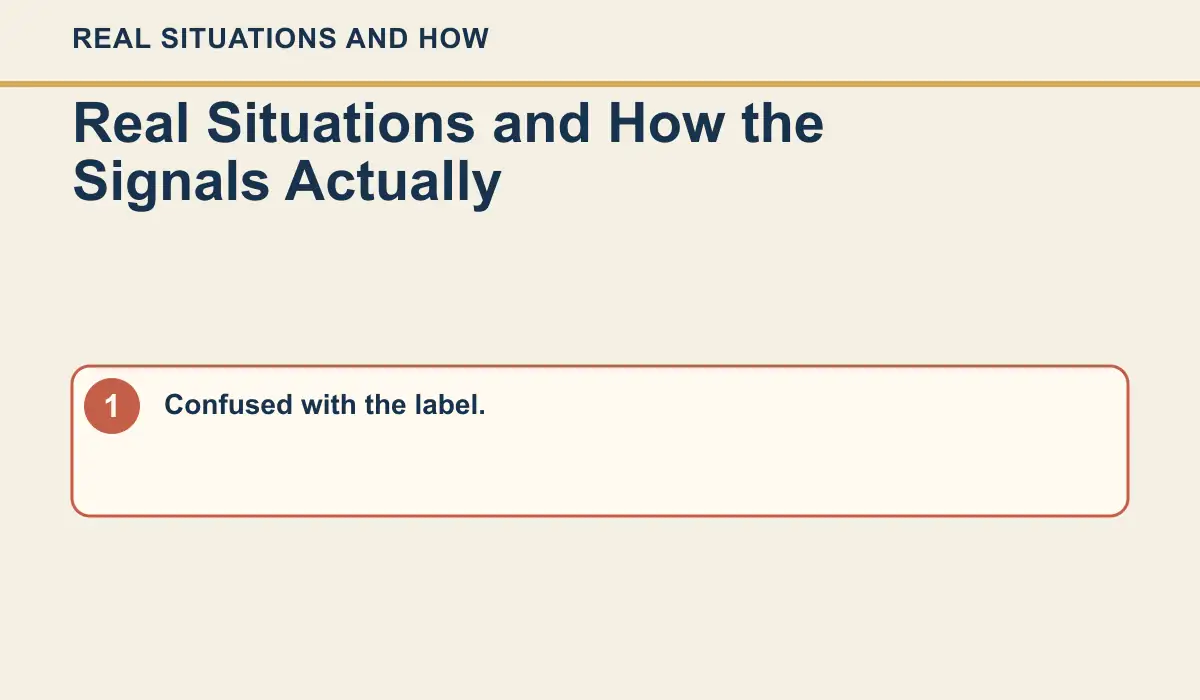 REAL SITUATIONS AND HOW
Real Situations and How the
Signals Actually
1
Confused with the label.